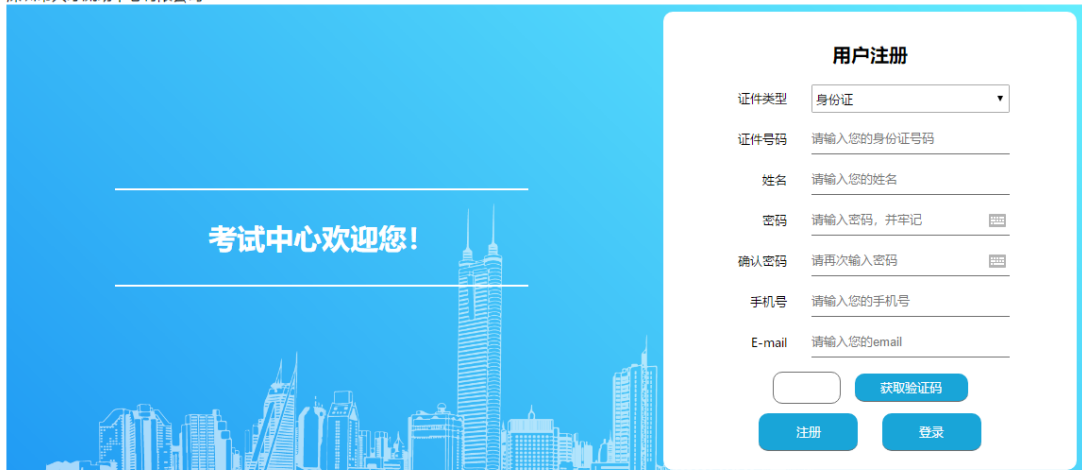 用户注册
证件类型 身份证
证件号码 请输入您的身份证号码
姓名 请输入您的姓名
考试中心欢迎您！
密码 请输入密码，并牢记
确认密码 请再次输入密码
手机号 请输入您的手机号
E-mail 请输入您的email
获取验证码
注册 登录